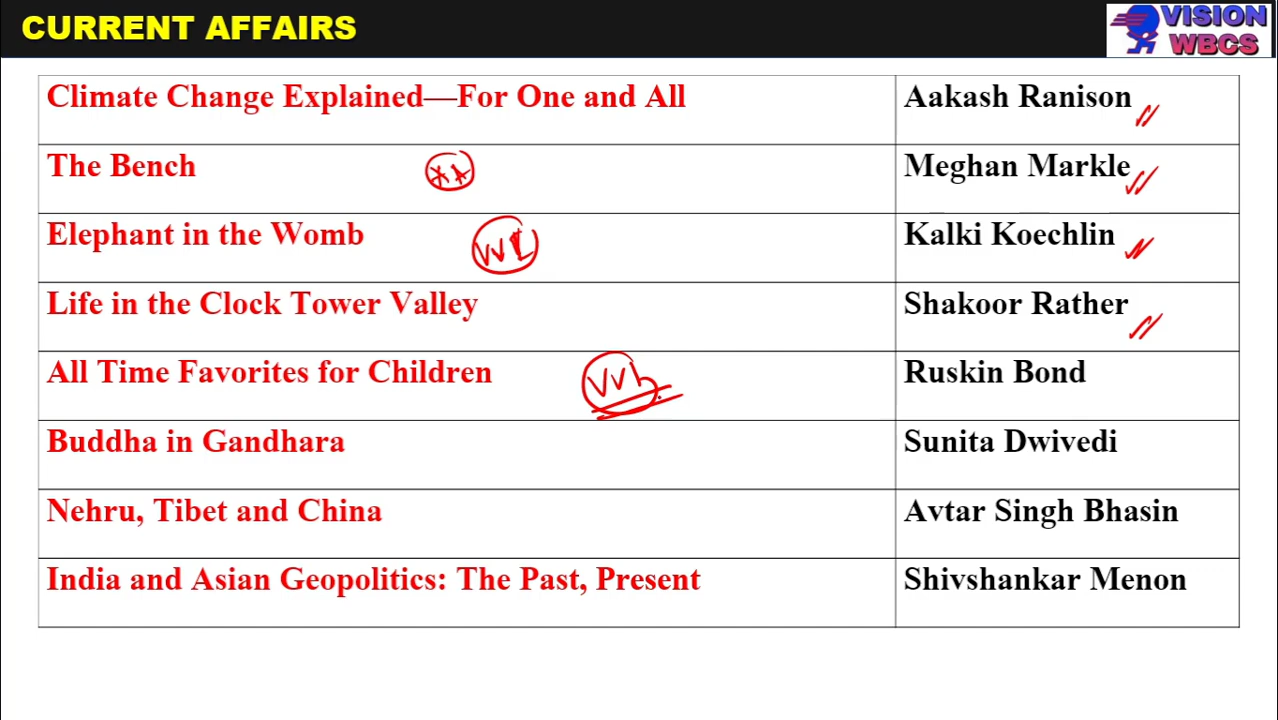 CURRENT AFFAIRS
VISION
WBCS
Climate Change Explained—For One and All Aakash Ranison
The Bench Meghan Markle
Elephant in the Womb Kalki Koechlin
Life in the Clock Tower Valley Shakoor Rather
All Time Favorites for Children Ruskin Bond
Buddha in Gandhara Sunita Dwivedi
Nehru, Tibet and China Avtar Singh Bhasin
India and Asian Geopolitics: The Past, Present Shivshankar Menon